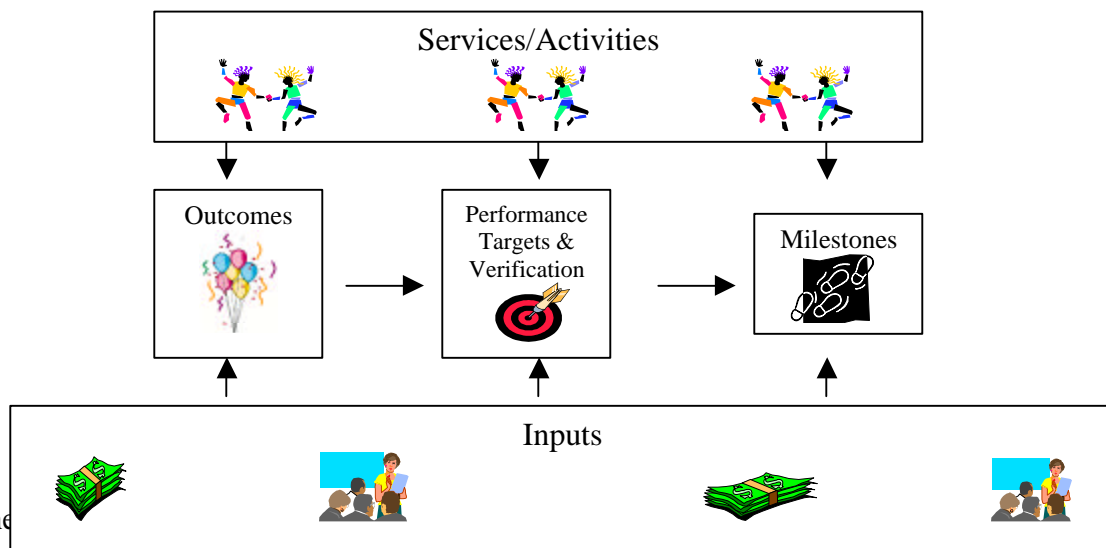 Services/Activities
Outcomes
Performance
Targets &
Verification
Milestones
Inputs